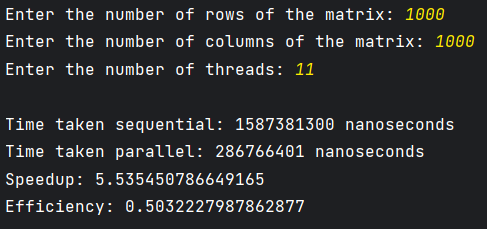 Enter the number of rows of the matrix: 1000
Enter the number of columns of the matrix: 1000
Enter the number of threads: 11
Time taken sequential: 1587381300 nanoseconds
Time taken parallel: 286766401 nanoseconds
Speedup: 5.535450786649165
Efficiency: 0.5032227987862877